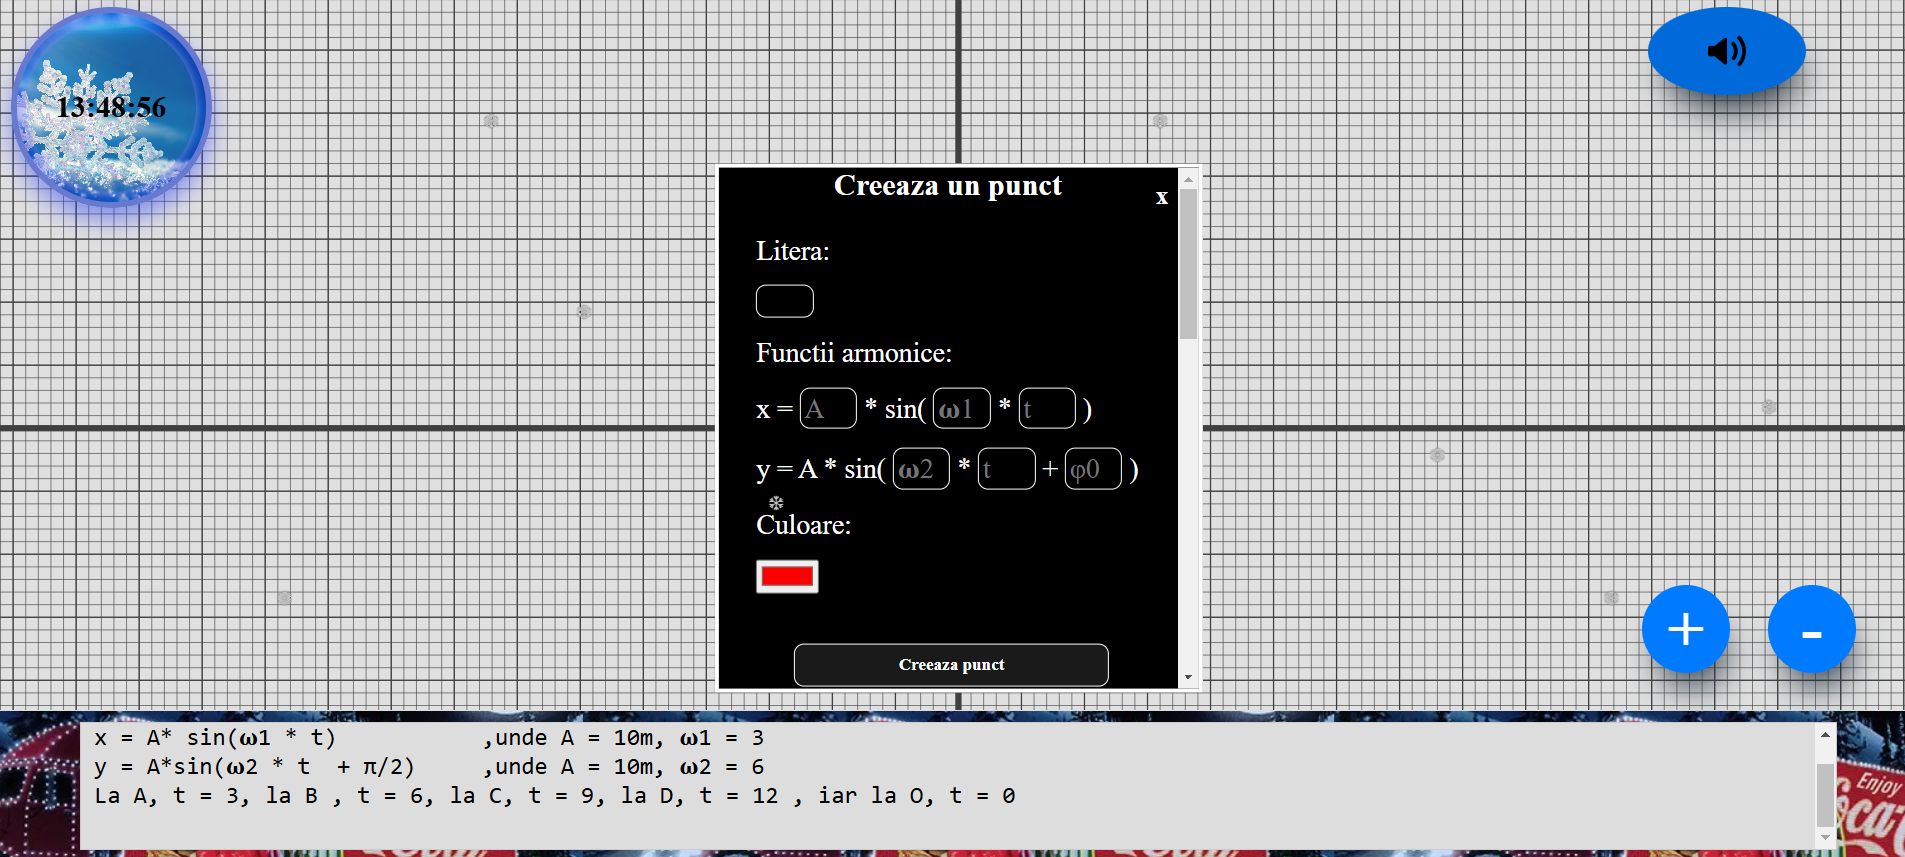 13:48:56
Creeaza un punct
x
Litera:
Functii armonice:
x = A * sin( ω1 * t )
y = A * sin( ω2 * t + φ0 )
Culoare:
Creeaza punct
+
-
x = A* sin(ω1 * t) ,unde A = 10m, ω1 = 3
y = A*sin(ω2 * t + π/2) ,unde A = 10m, ω2 = 6
La A, t = 3, la B , t = 6, la C, t = 9, la D, t = 12 , iar la O, t = 0
Enjoy